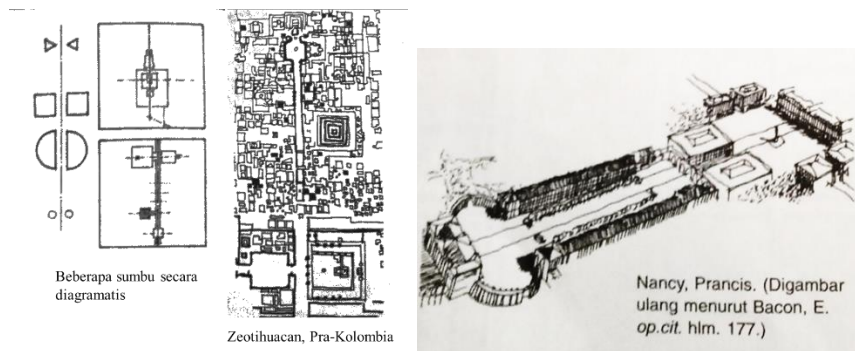 Beberapa sumbu secara
diagramatis
Zeotihuacan, Pra-Kolombia
Nancy, Prancis. (Digambar
ulang menurut Bacon, E.
op.cit. hlm. 177.)